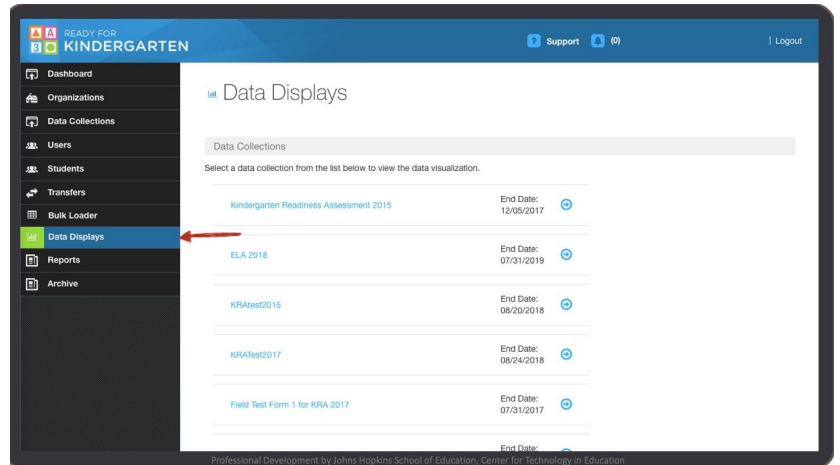 READY FOR
KINDERGARTEN
? Support (0) | Logout
Dashboard
Organizations
Data Collections
Users
Students
Transfers
Bulk Loader
Data Displays
Reports
Archive
Data Displays
Data Collections
Select a data collection from the list below to view the data visualization.
Kindergarten Readiness Assessment 2015
End Date:
12/05/2017
ELA 2018
End Date:
07/31/2019
KRAtest2016
End Date:
08/20/2018
KRATest2017
End Date:
08/24/2018
Field Test Form 1 for KRA 2017
End Date:
07/31/2017
End Date:
Professional Development by Johns Hopkins School of Education, Center for Technology in Education